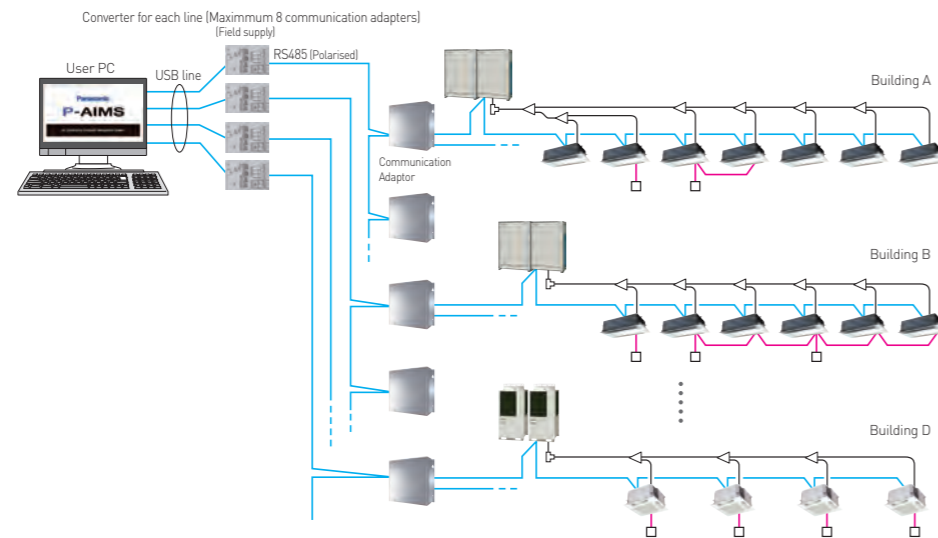 Converter for each line (Maximmum 8 communication adapters)
(Field supply)
RS485 (Polarised)
User PC
USB line
Panasonic
P-AIMS
Building A
Communication
Adaptor
Building B
Building D